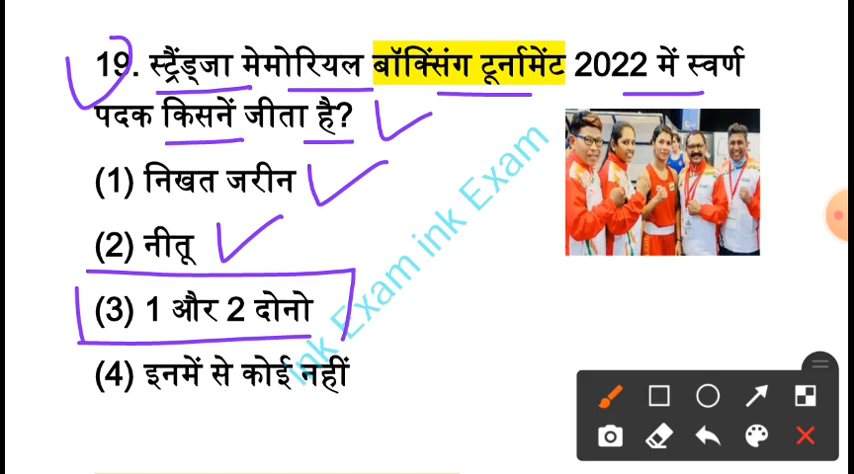 19. स्ट्रैंड्जा मेमोरियल बॉक्सिंग टूर्नामेंट 2022 में स्वर्ण
पदक किसनें जीता है?
(1) निखत जरीन
(2) नीतू
(3) 1 और 2 दोनो
(4) इनमें से कोई नहीं
ink Exam ink Exam